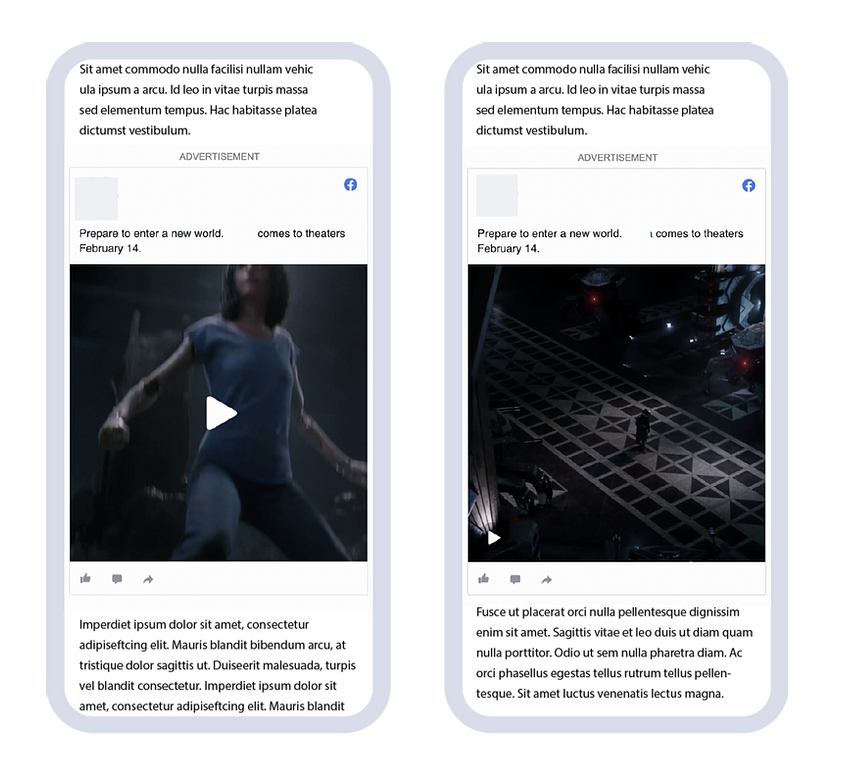 Sit amet commodo nulla facilisi nullam vehic
ula ipsum a arcu. Id leo in vitae turpis massa
sed elementum tempus. Hac habitasse platea
dictumst vestibulum.
ADVERTISEMENT
Prepare to enter a new world. comes to theaters
February 14.
Imperdiet ipsum dolor sit amet, consectetur
adipiseftcing elit. Mauris blandit bibendum arcu, at
tristique dolor sagittis ut. Duiseerit malesuada, turpis
vel blandit consectetur. Imperdiet ipsum dolor sit
amet, consectetur adipiseftcing elit. Mauris blandit
Sit amet commodo nulla facilisi nullam vehic
ula ipsum a arcu. Id leo in vitae turpis massa
sed elementum tempus. Hac habitasse platea
dictumst vestibulum.
ADVERTISEMENT
Prepare to enter a new world. comes to theaters
February 14.
Fusce ut placerat orci nulla pellentesque dignissim
enim sit amet. Sagittis vitae et leo duis ut diam quam
nulla porttitor. Odio ut sem nulla pharetra diam. Ac
orci phasellus egestas tellus rutrum tellus pellen-
tesque. Sit amet luctus venenatis lectus magna.